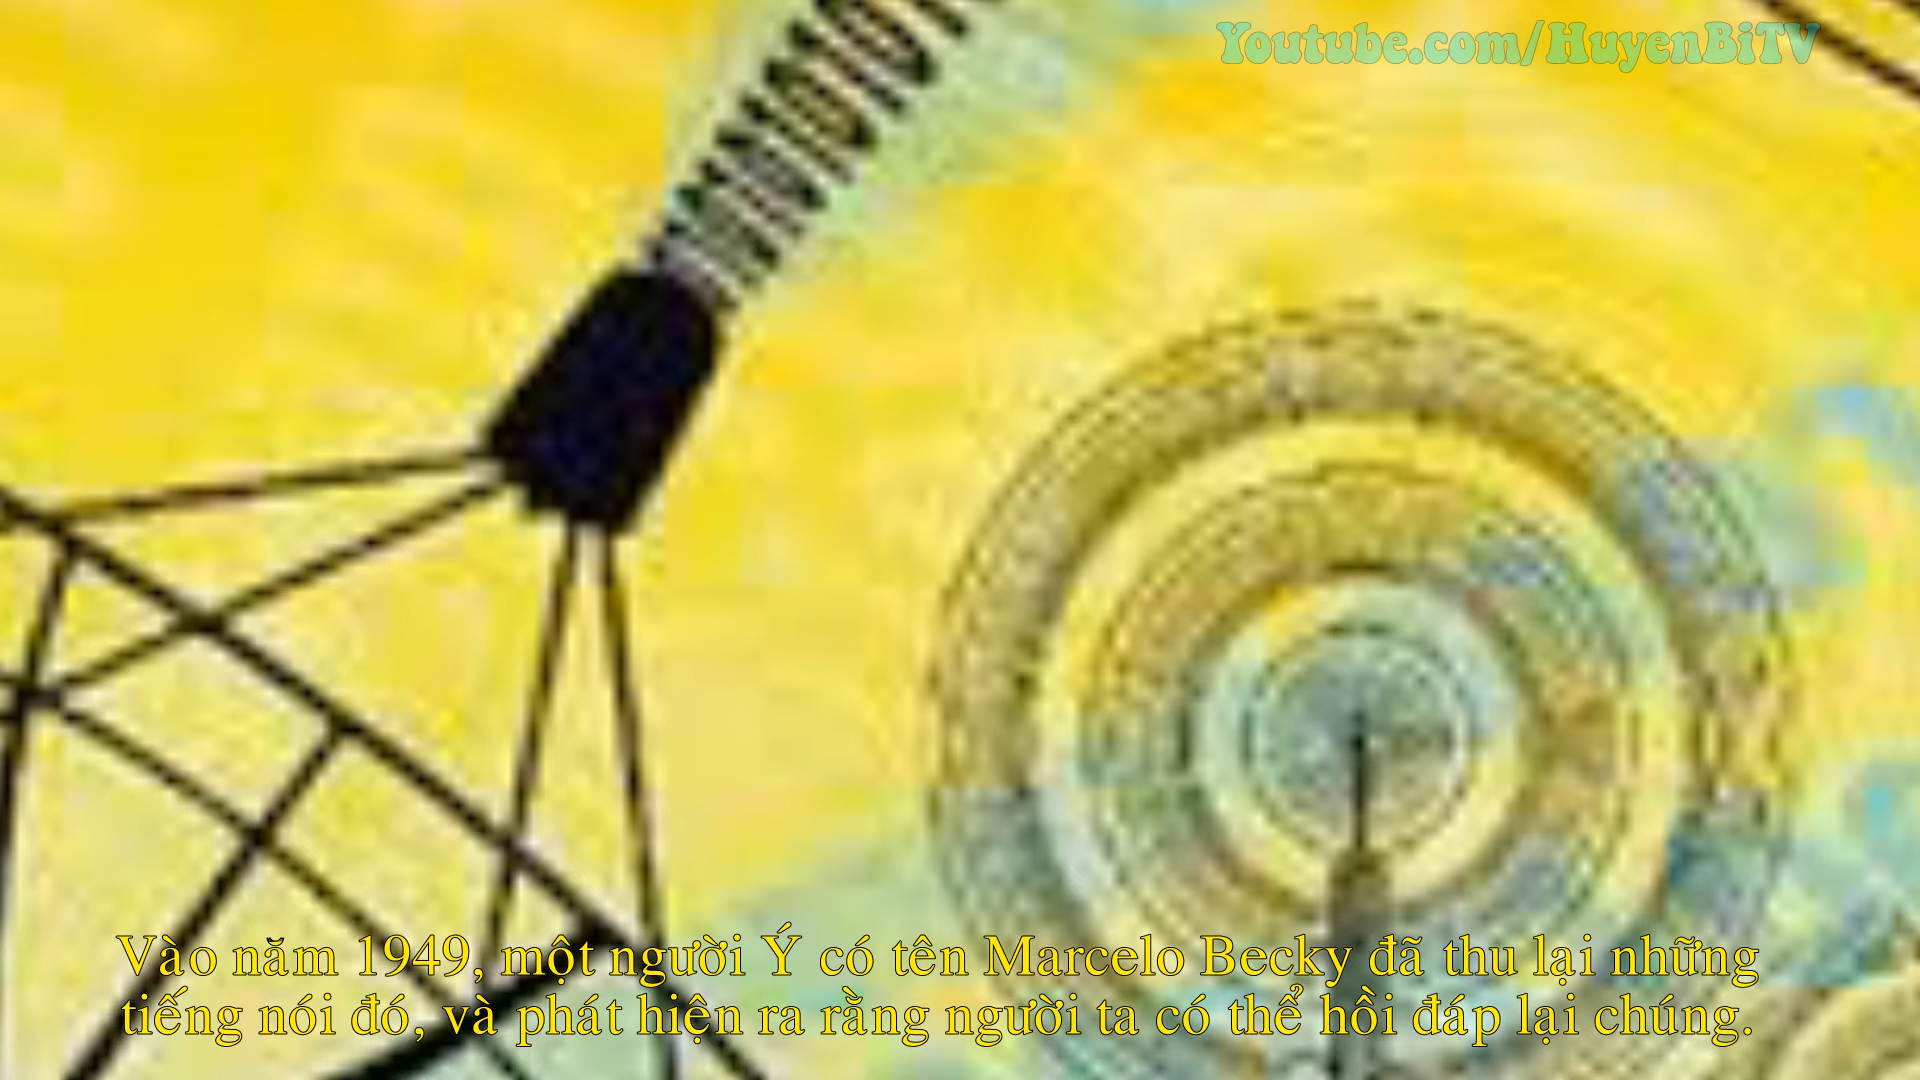 Youtube.com/HuyenBiTV
Vào năm 1949, một người Ý có tên Marcelo Becky đã thu lại những
tiếng nói đó, và phát hiện ra rằng người ta có thể hồi đáp lại chúng.